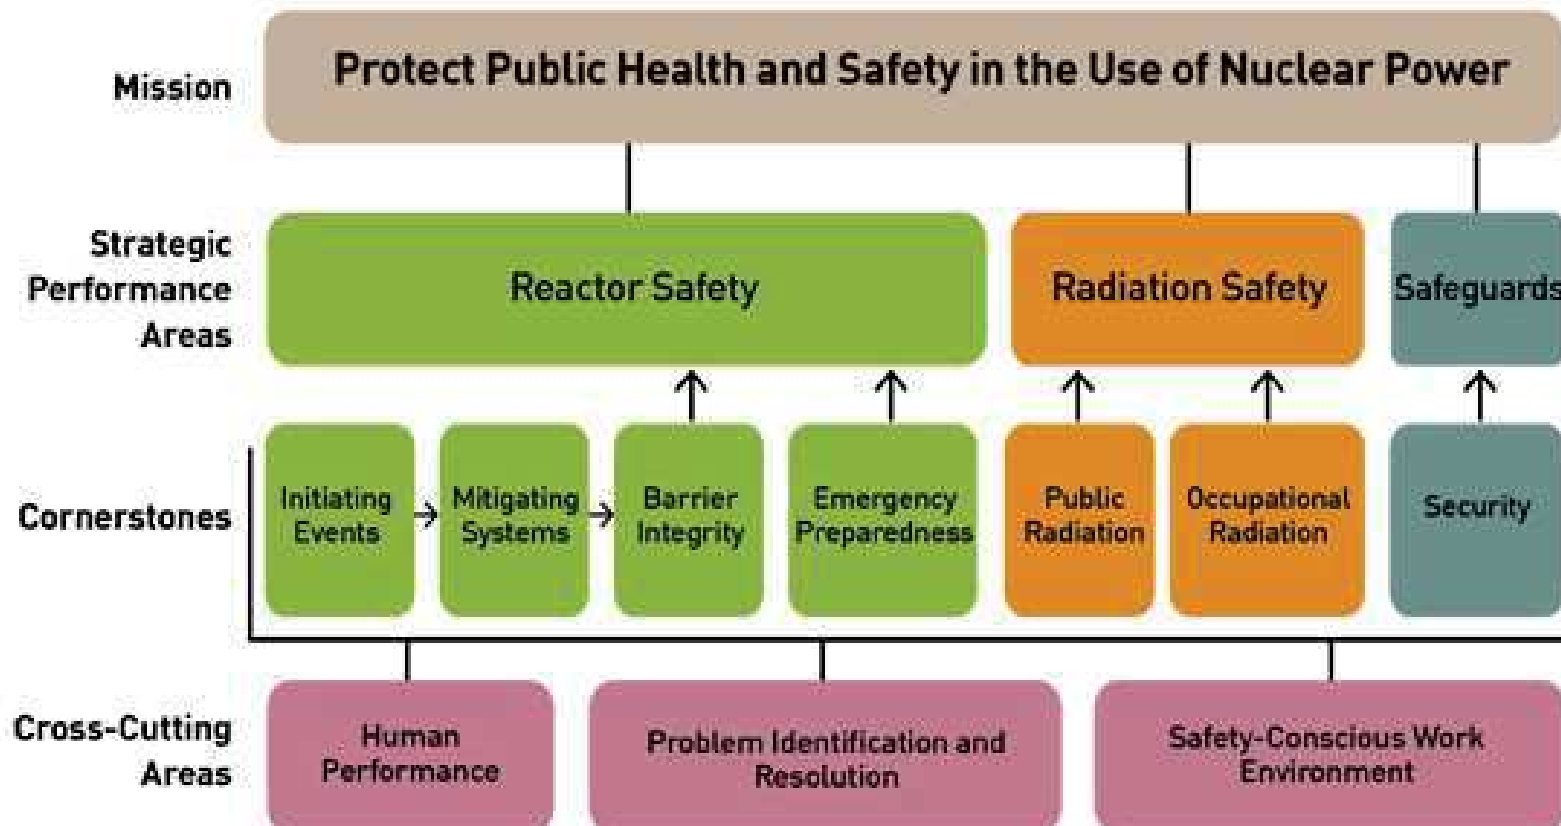 Mission
Protect Public Health and Safety in the Use of Nuclear Power
Strategic
Performance
Areas
Reactor Safety
Radiation Safety
Safeguards
Cornerstones
Initiating
Events
Mitigating
Systems
Barrier
Integrity
Emergency
Preparedness
Public
Radiation
Occupational
Radiation
Security
Cross-Cutting
Areas
Human
Performance
Problem Identification and
Resolution
Safety-Conscious Work
Environment